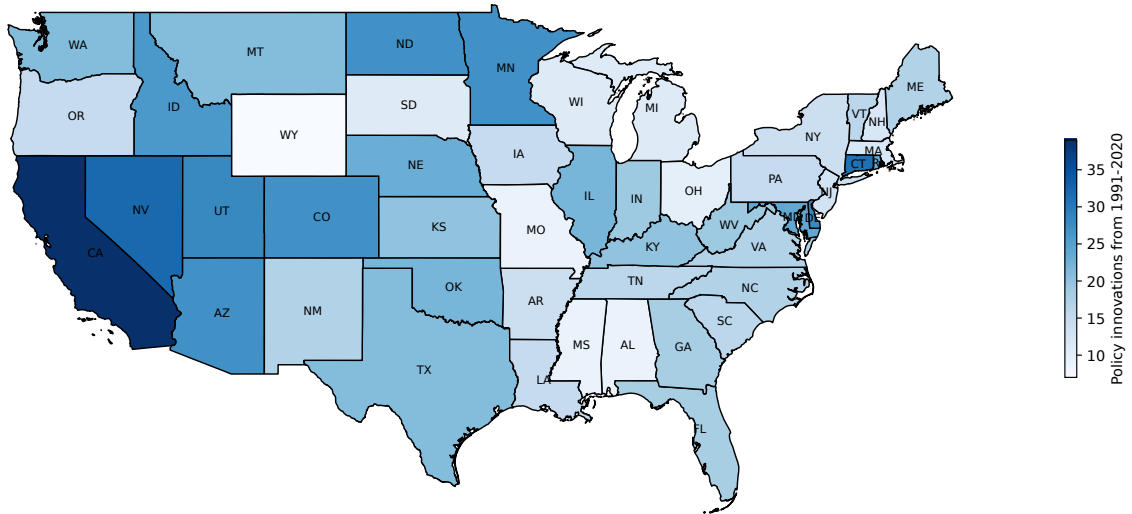 WA
MT
ND
MN
ME
ID
SD
WI
MI
VT
NH
OR
WY
NY
MA
IA
CT
R
NE
PA
NJ
NV
UT
CO
IL
IN
OH
MD
DE
KS
MO
WV
KY
VA
CA
TN
NC
OK
AR
SC
AZ
NM
MS
AL
GA
TX
LA
FL
35
30
25
20
15
10
Policy innovations from 1991-2020